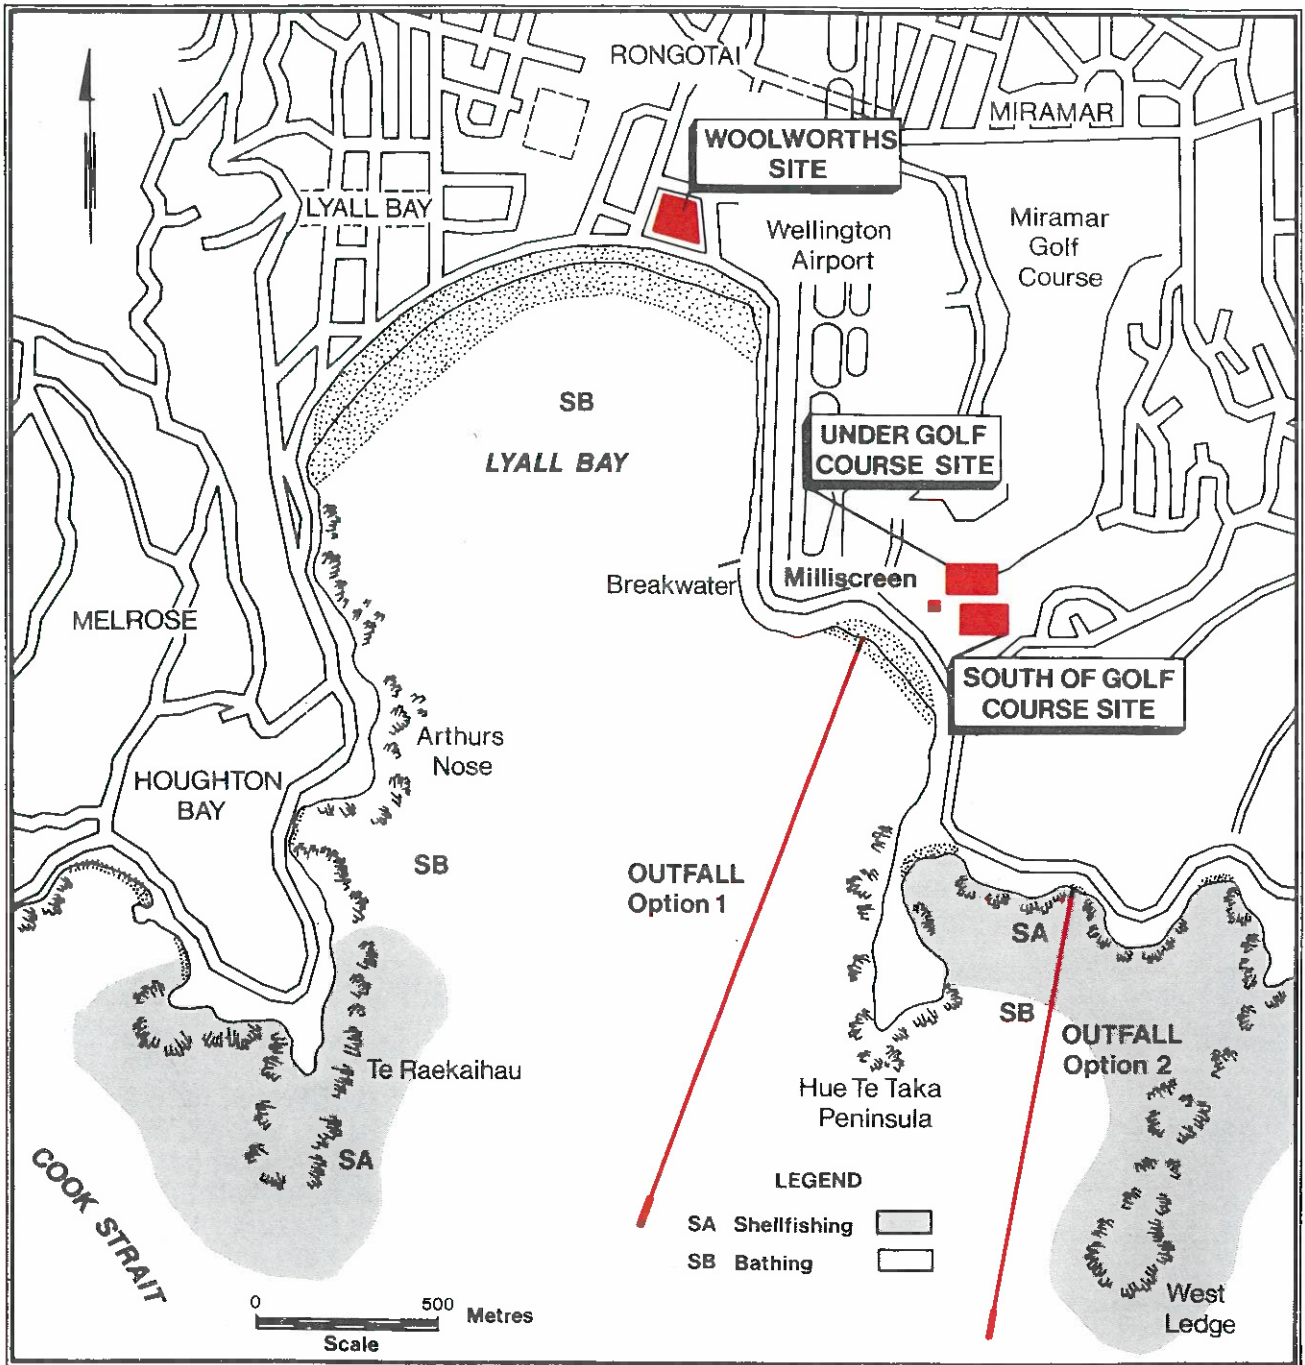 RONGOTAI
MIRAMAR
WOOLWORTHS
SITE
LYALL BAY
Wellington
Airport
Miramar
Golf
Course
SB
LYALL BAY
UNDER GOLF
COURSE SITE
Breakwater
Milliscreen
MELROSE
SOUTH OF GOLF
COURSE SITE
Arthurs
Nose
HOUGHTON
BAY
SB
OUTFALL
Option 1
SA
SB
OUTFALL
Option 2
Te Raekaihau
Hue Te Taka
Peninsula
SA
COOK STRAIT
LEGEND
SA Shellfishing
SB Bathing
West
Ledge
0 500 Metres
Scale